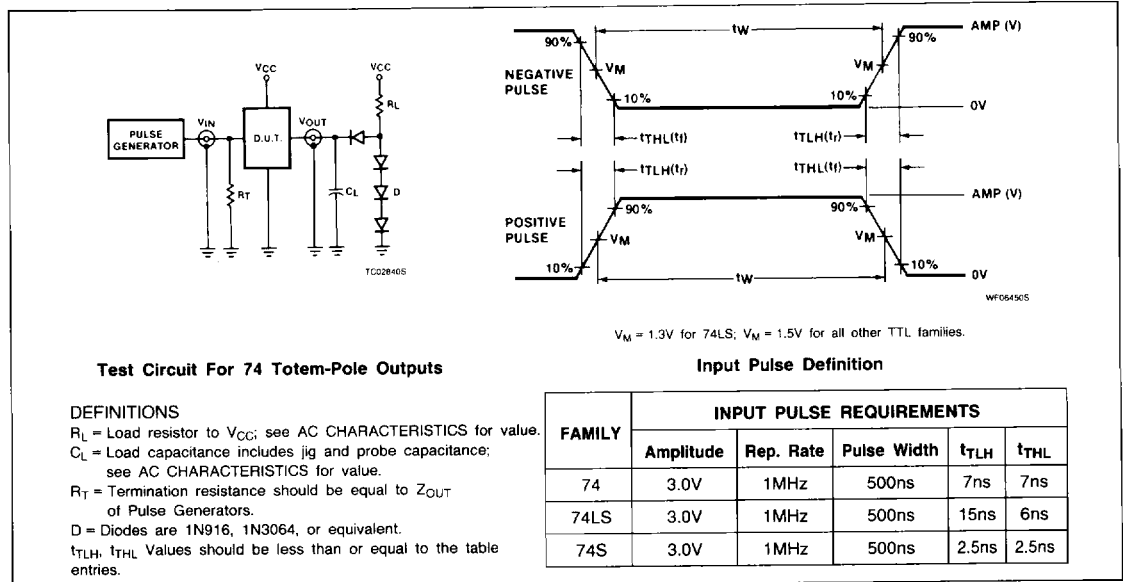 VCC
VCC
RL
PULSE
GENERATOR
VIN
D.U.T.
VOUT
RT
CL
D
TC02840S
tW
AMP (V)
90%
90%
NEGATIVE
PULSE
VM
VM
10%
10%
0V
tTHL(tf)
tTLH(tr)
tTLH(tr)
tTHL(tf)
AMP (V)
90%
90%
POSITIVE
PULSE
VM
VM
10%
10%
tW
0V
WF06450S
VM = 1.3V for 74LS; VM = 1.5V for all other TTL families.
Test Circuit For 74 Totem-Pole Outputs
Input Pulse Definition
DEFINITIONS
RL = Load resistor to VCC; see AC CHARACTERISTICS for value.
CL = Load capacitance includes jig and probe capacitance;
see AC CHARACTERISTICS for value.
RT = Termination resistance should be equal to ZOUT
of Pulse Generators.
D = Diodes are 1N916, 1N3064, or equivalent.
tTLH, tTHL Values should be less than or equal to the table
entries.
FAMILY INPUT PULSE REQUIREMENTS
Amplitude Rep. Rate Pulse Width tTLH tTHL
74 3.0V 1MHz 500ns 7ns 7ns
74LS 3.0V 1MHz 500ns 15ns 6ns
74S 3.0V 1MHz 500ns 2.5ns 2.5ns